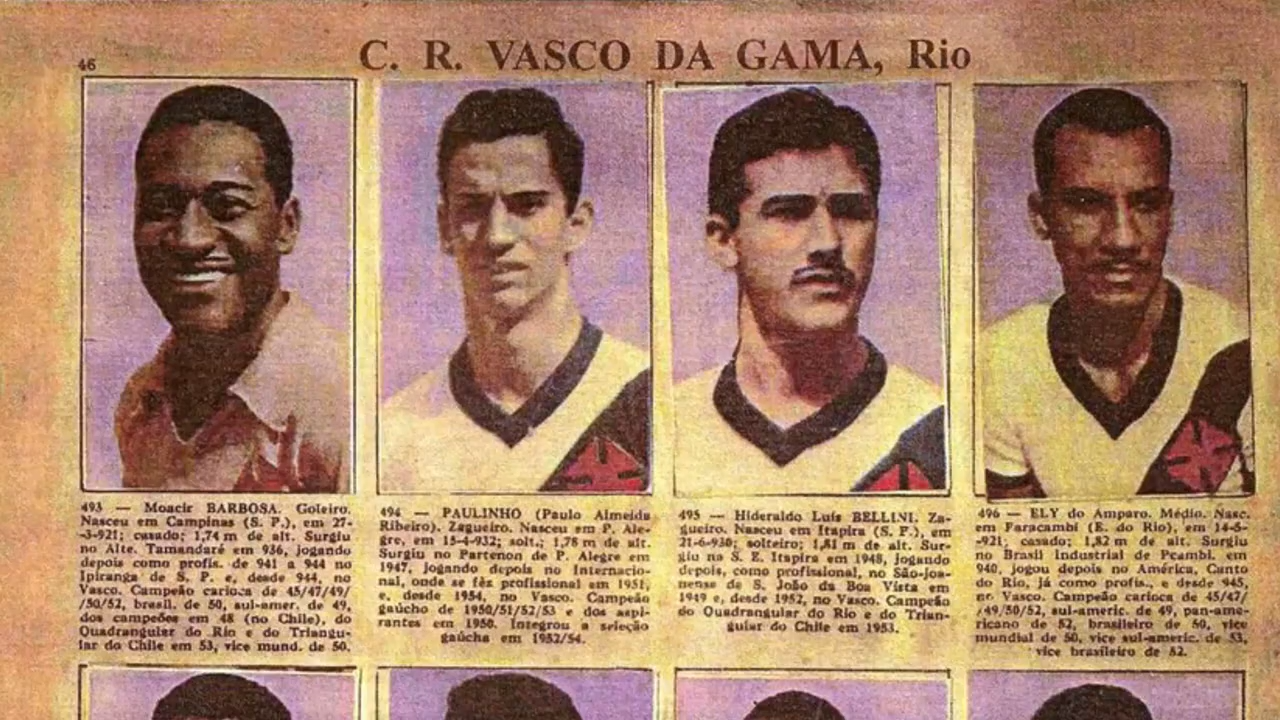 46
C. R. VASCO DA GAMA, Rio
493 — Moacir BARBOSA. Goleiro.
Nasceu em Campinas (S. P.), em 27-
-3-921; casado; 1,74 m de alt. Surgiu
no Alte. Tamandaré em 936, jogando
depois como profis. de 941 a 944 no
Ipiranga de S. P. e, desde 944, no
Vasco. Campeão carioca de 45/47/49/
/50/52, brasil. de 50, sul-amer. de 49,
dos campeões em 48 (no Chile), do
Quadrangular do Rio e do Triangu-
lar do Chile em 53, vice mund. de 50.
494 — PAULINHO (Paulo Almeida
Ribeiro). Zagueiro. Nasceu em P. Ale-
gre, em 15-4-932; solt.; 1,78 m de alt.
Surgiu no Partenon de P. Alegre em
1947, jogando depois no Internacio-
nal, onde se fêz profissional em 1951,
e, desde 1954, no Vasco. Campeão
gaúcho de 1950/51/52/53 e dos aspi-
rantes em 1950. Integrou a seleção
gaúcha em 1952/54.
495 — Hideraldo Luís BELLINI. Za-
gueiro. Nasceu em Itapira (S. P.), em
21-6-930; solteiro; 1,81 m de alt. Sur-
giu na S. E. Itapira em 1948, jogando
depois, como profissional, no São-joa-
nense de S. João da Boa Vista em
1949 e, desde 1952, no Vasco. Campeão
do Quadrangular do Rio e do Trian-
gular do Chile em 1953.
496 — ELY do Amparo. Médio. Nasc.
em Paracambi (E. do Rio), em 14-5-
-921; casado; 1,82 m de alt. Surgiu
no Brasil Industrial de Pcambi. em
940, jogou depois no América, Canto
do Rio, já como profis., e desde 945,
no Vasco. Campeão carioca de 45/47/
/49/50/52, sul-americ. de 49, pan-ame-
ricano de 52, brasileiro de 50, vice
mundial de 50, vice sul-americ. de 53,
vice brasileiro de 52.